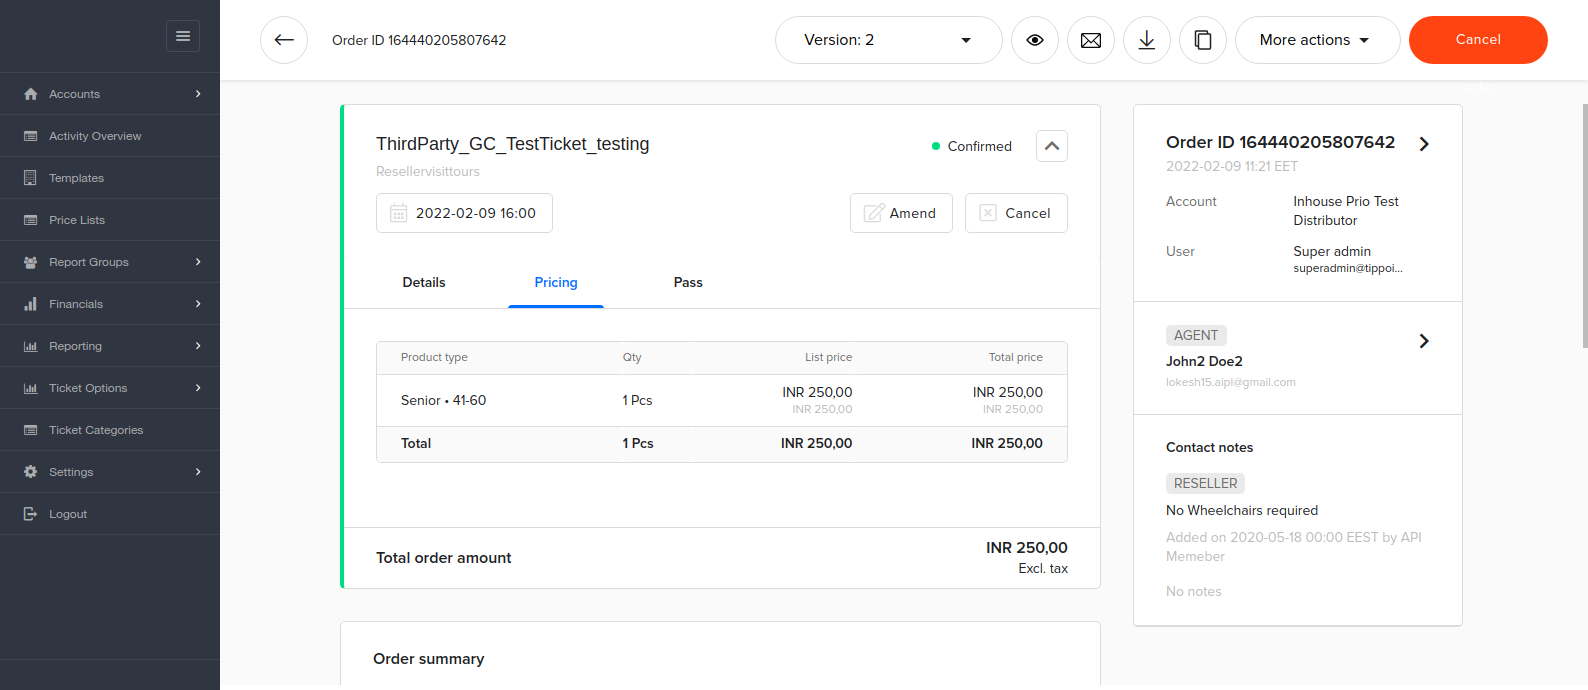 Order ID 164440205807642
Version: 2
More actions
Cancel
Accounts
Activity Overview
Templates
Price Lists
Report Groups
Financials
Reporting
Ticket Options
Ticket Categories
Settings
Logout
ThirdParty_GC_TestTicket_testing
Confirmed
Resellervisittours
2022-02-09 16:00
Amend
Cancel
Details Pricing Pass
Product type Qty List price Total price
Senior • 41-60 1 Pcs INR 250,00 INR 250,00
INR 250,00 INR 250,00
Total 1 Pcs INR 250,00 INR 250,00
Total order amount INR 250,00
Excl. tax
Order summary
Order ID 164440205807642
2022-02-09 11:21 EET
Account Inhouse Prio Test
Distributor
User Super admin
superadmin@tippoi...
AGENT
John2 Doe2
lokesh15.aipl@gmail.com
Contact notes
RESELLER
No Wheelchairs required
Added on 2020-05-18 00:00 EEST by API
Memeber
No notes